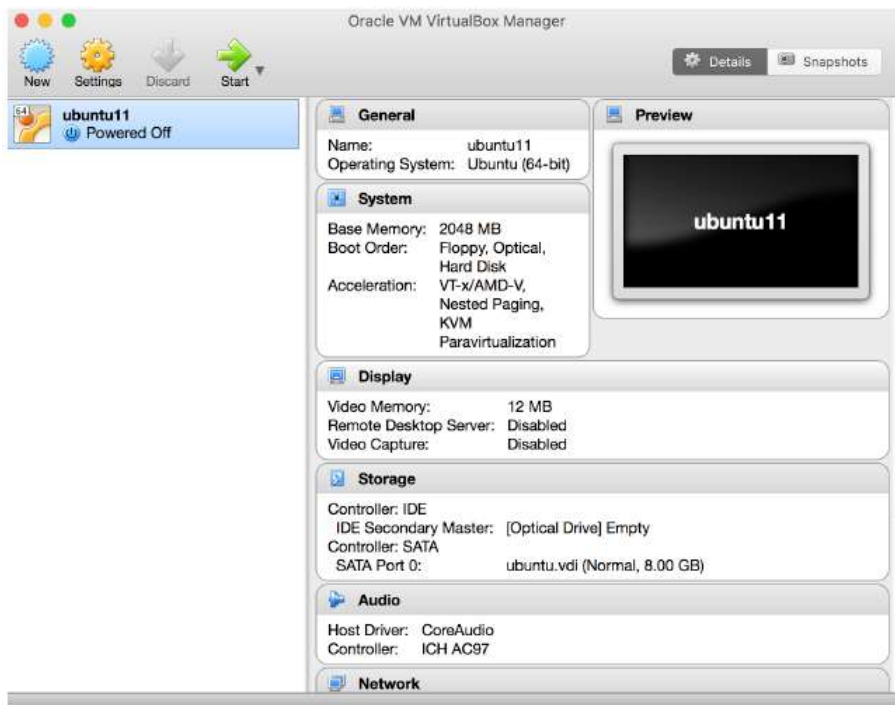 Oracle VM VirtualBox Manager
New
Settings
Discard
Start
Details
Snapshots
64
ubuntu11
Powered Off
General
Name: ubuntu11
Operating System: Ubuntu (64-bit)
System
Base Memory: 2048 MB
Boot Order: Floppy, Optical,
Hard Disk
Acceleration: VT-x/AMD-V,
Nested Paging,
KVM
Paravirtualization
Preview
ubuntu11
Display
Video Memory: 12 MB
Remote Desktop Server: Disabled
Video Capture: Disabled
Storage
Controller: IDE
IDE Secondary Master: [Optical Drive] Empty
Controller: SATA
SATA Port 0: ubuntu.vdi (Normal, 8.00 GB)
Audio
Host Driver: CoreAudio
Controller: ICH AC97
Network